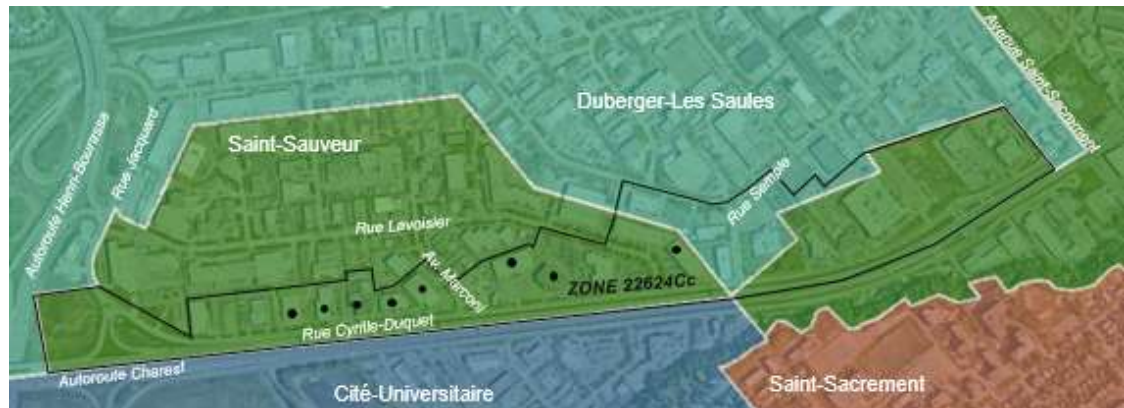 Avenue Saint-Sacrement
Duberger-Les Saules
Saint-Sauveur
Rue Jacquard
Autoroute Henri-Bourassa
Rue Semple
Rue Lavoisier
Av. Marconi
ZONE 22624Cc
Rue Cyrille-Duquet
Autoroute Charest
Cité-Universitaire
Saint-Sacrement